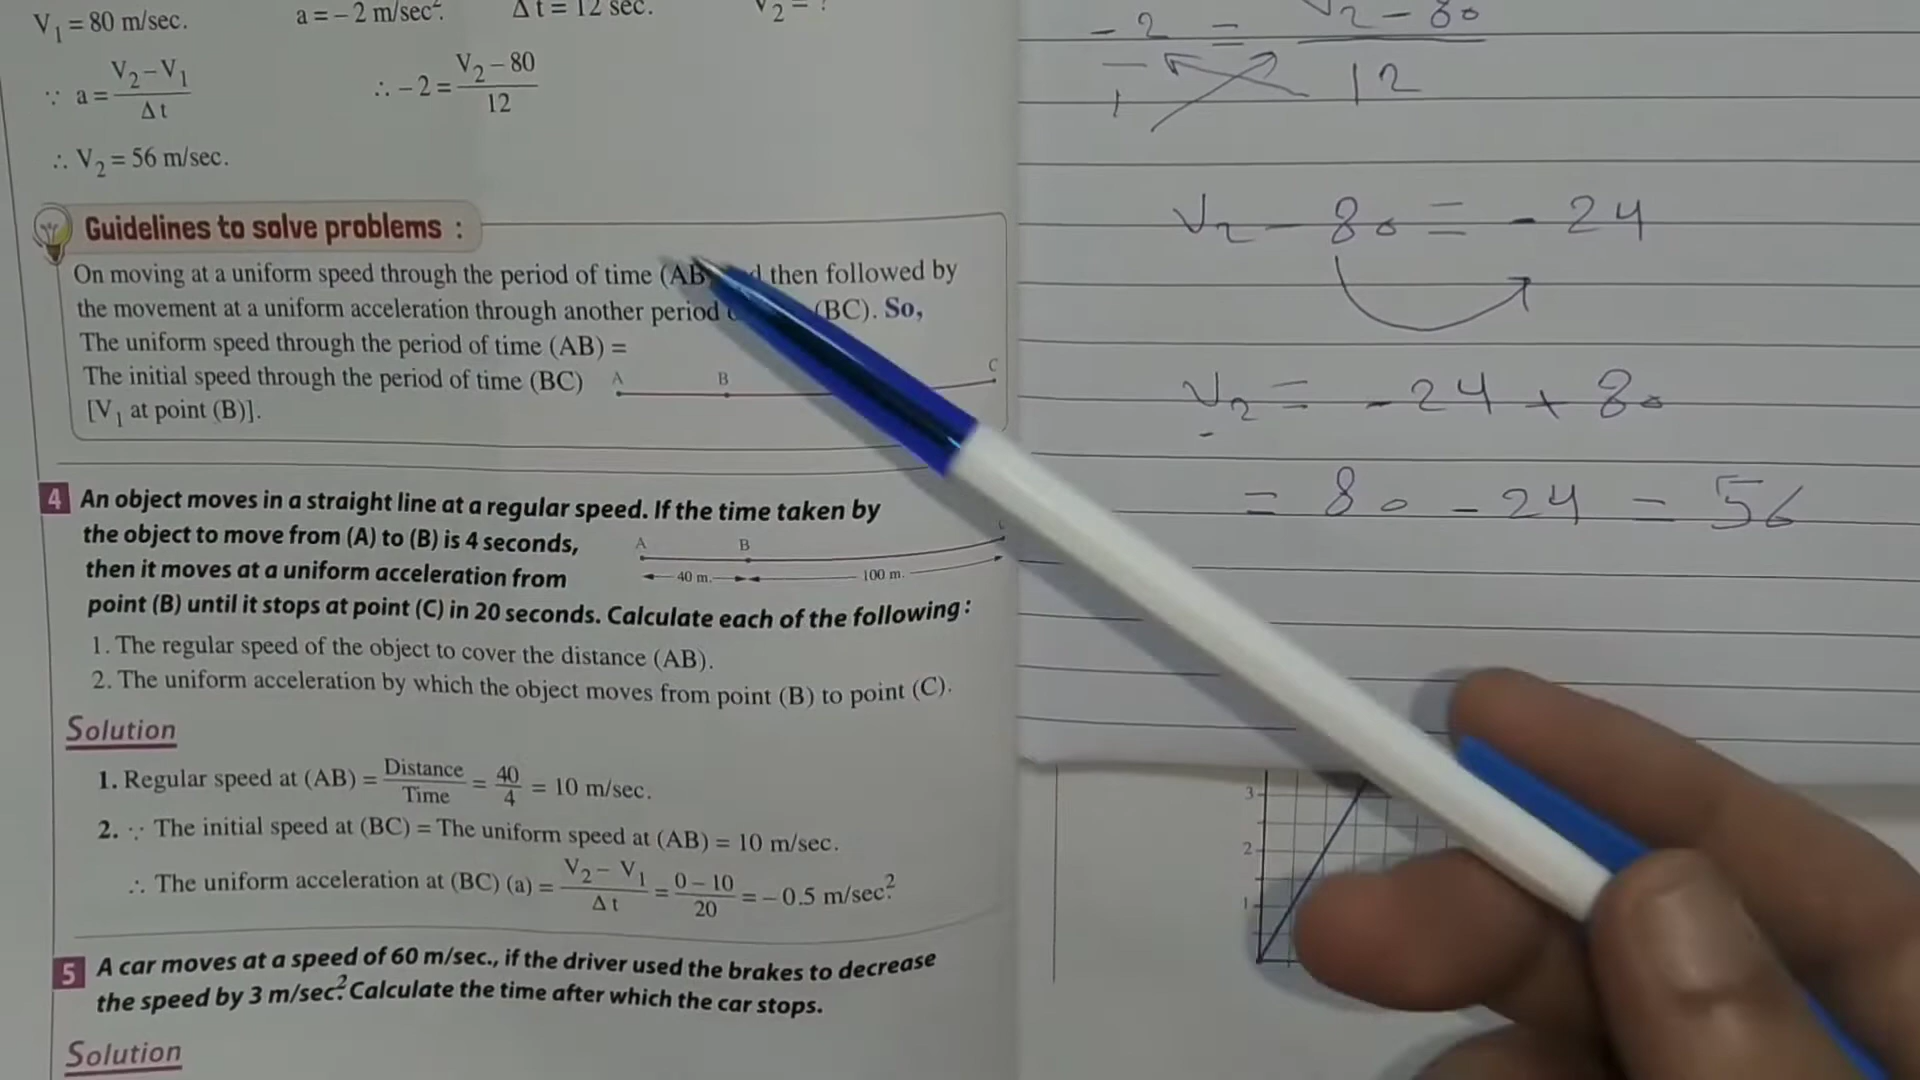 V1 = 80 m/sec. a = – 2 m/sec². Δt = 12 sec. V2 = ?
∵ a = (V2 – V1) / Δt ∴ – 2 = (V2 – 80) / 12
∴ V2 = 56 m/sec.
Guidelines to solve problems :
On moving at a uniform speed through the period of time (AB then followed by
the movement at a uniform acceleration through another period (BC). So,
The uniform speed through the period of time (AB) =
The initial speed through the period of time (BC)
[V1 at point (B)].
A B C
4 An object moves in a straight line at a regular speed. If the time taken by
the object to move from (A) to (B) is 4 seconds,
then it moves at a uniform acceleration from
point (B) until it stops at point (C) in 20 seconds. Calculate each of the following :
A B
40 m. 100 m.
1. The regular speed of the object to cover the distance (AB).
2. The uniform acceleration by which the object moves from point (B) to point (C).
Solution
1. Regular speed at (AB) = Distance / Time = 40 / 4 = 10 m/sec.
2. ∵ The initial speed at (BC) = The uniform speed at (AB) = 10 m/sec.
∴ The uniform acceleration at (BC) (a) = (V2 – V1) / Δt = (0 – 10) / 20 = – 0.5 m/sec²
5 A car moves at a speed of 60 m/sec., if the driver used the brakes to decrease
the speed by 3 m/sec². Calculate the time after which the car stops.
Solution
-2 = (V2 - 80) / 12
1
V2 - 80 = - 24
V2 = - 24 + 80
= 80 - 24 = 56
3
2
1